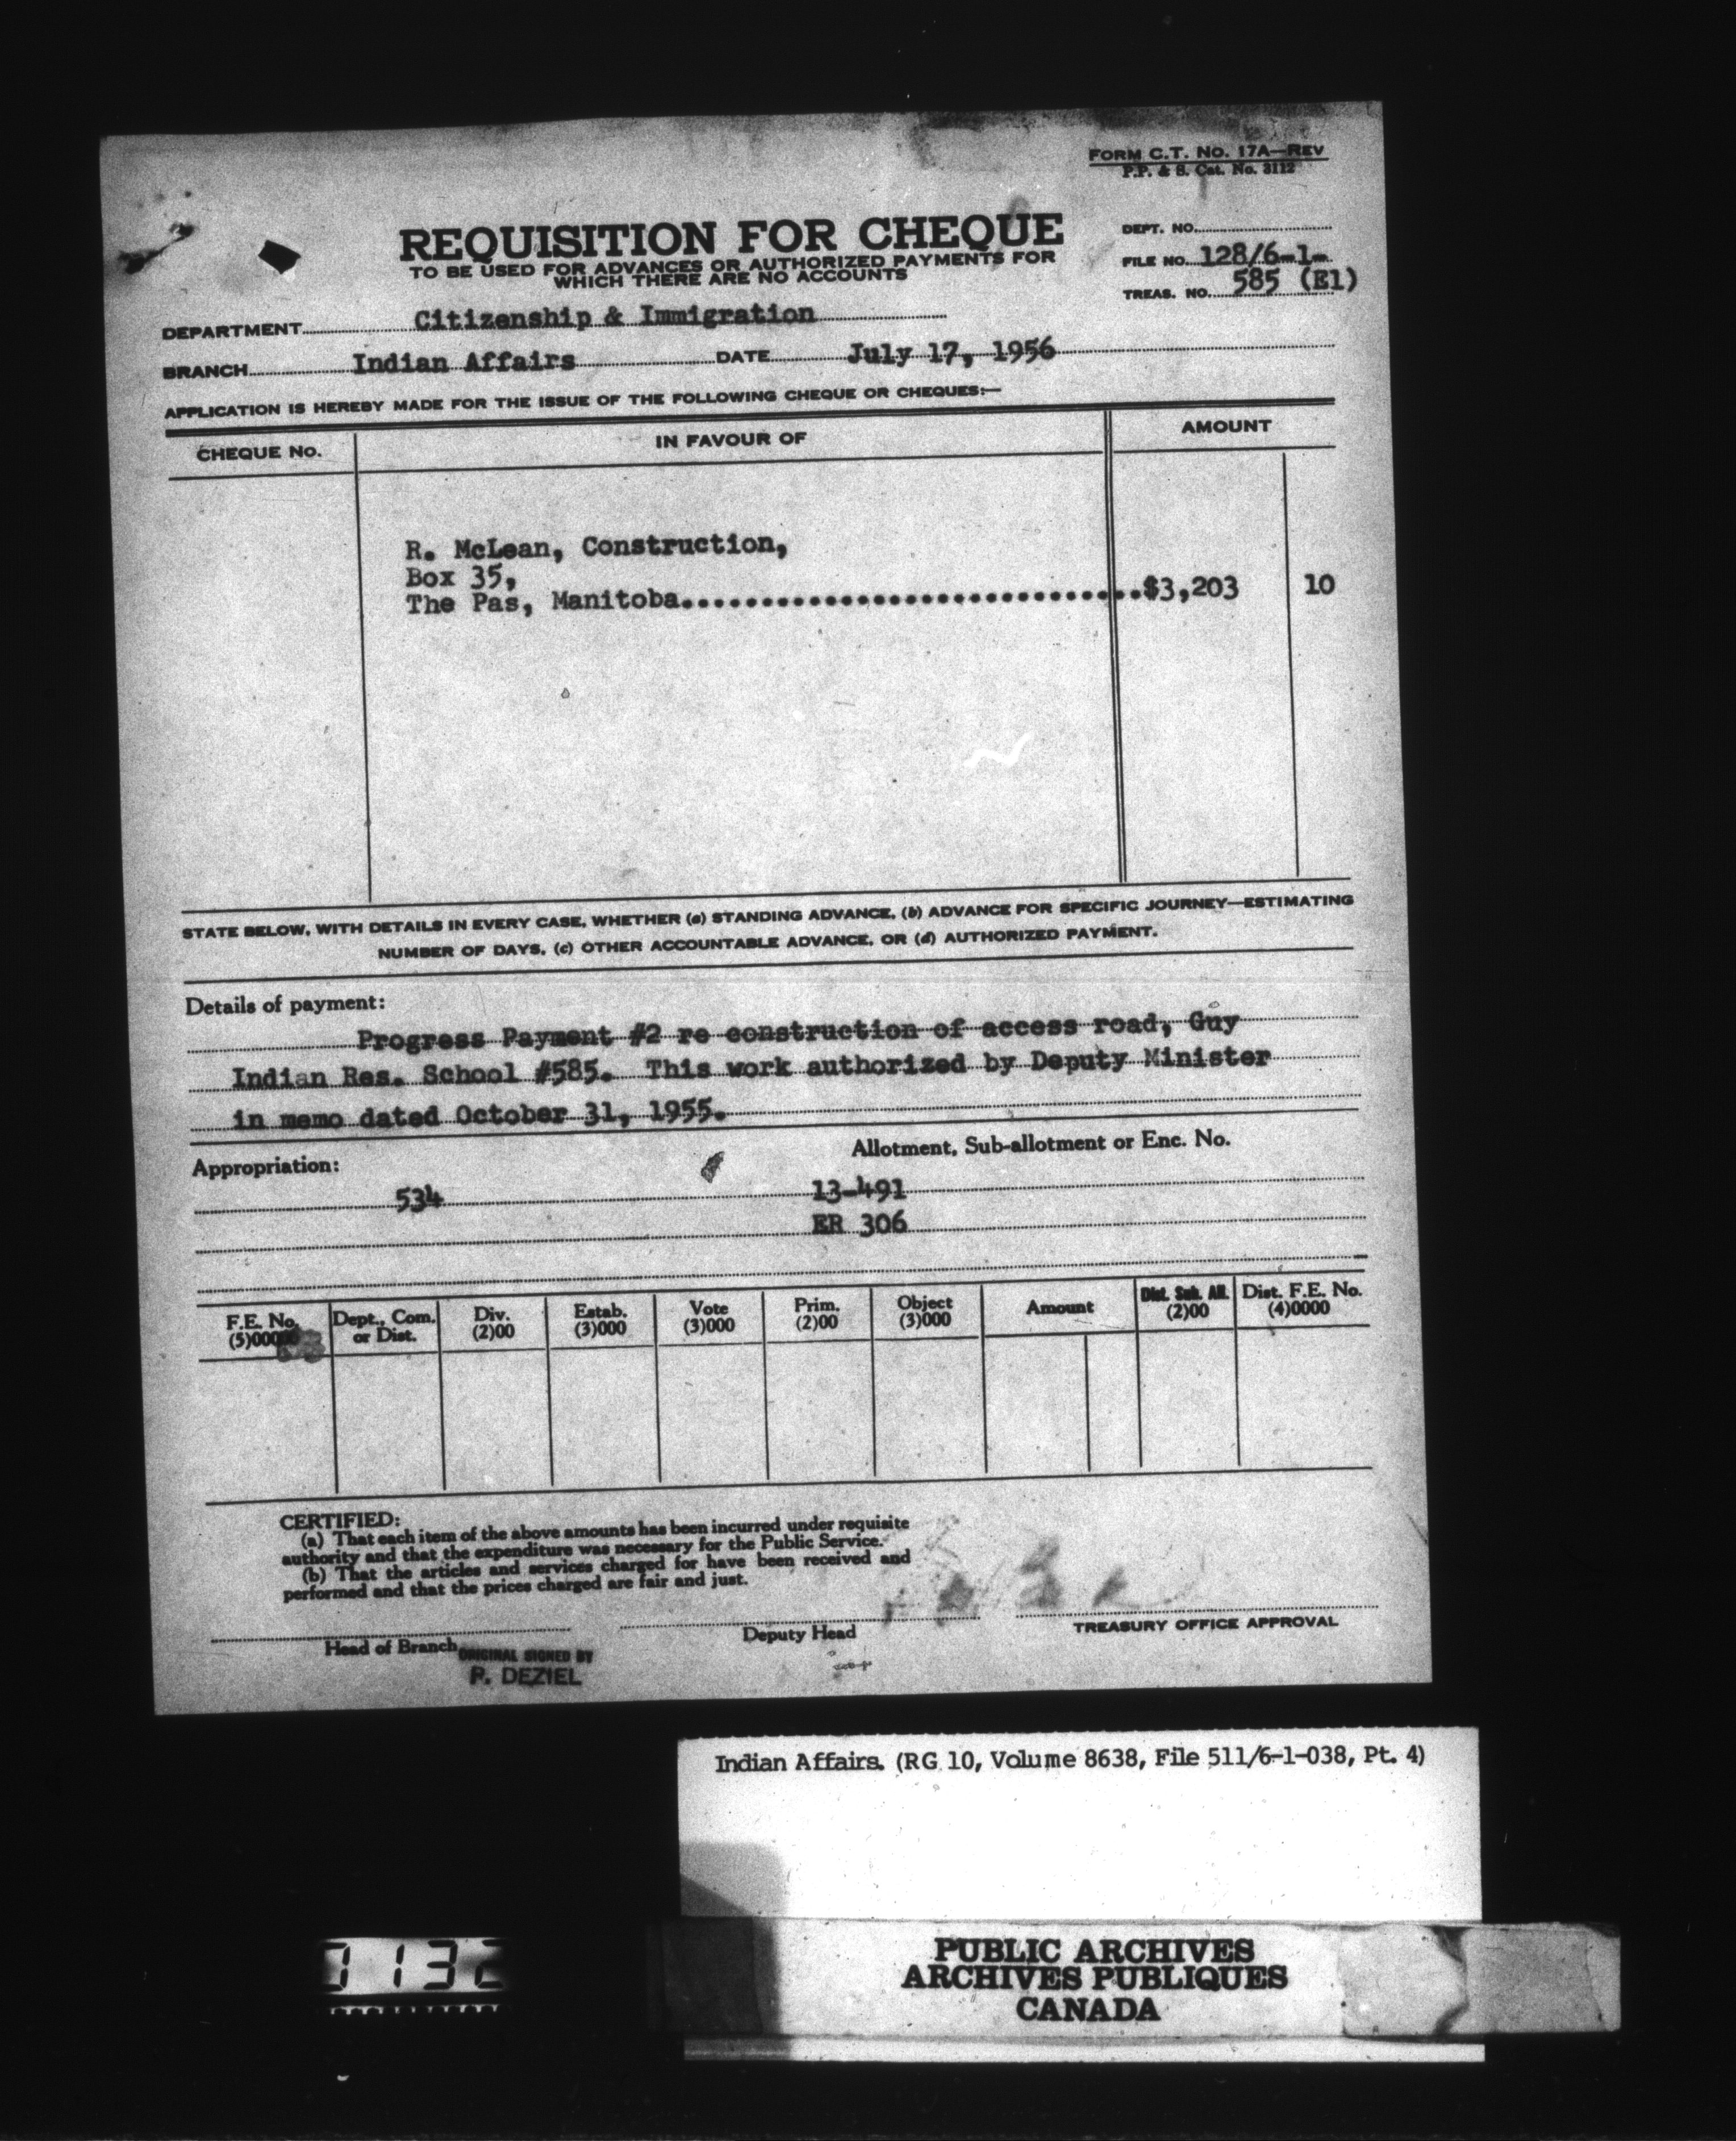 FORM C.T. NO. 17A—REV
P.P. & S. Cat. No. 3112
REQUISITION FOR CHEQUE
TO BE USED FOR ADVANCES OR AUTHORIZED PAYMENTS FOR
WHICH THERE ARE NO ACCOUNTS
DEPT. NO.
FILE NO. 128/6-1-
TREAS. NO. 585 (E1)
DEPARTMENT Citizenship & Immigration
BRANCH Indian Affairs DATE July 17, 1956
APPLICATION IS HEREBY MADE FOR THE ISSUE OF THE FOLLOWING CHEQUE OR CHEQUES:—
CHEQUE No. IN FAVOUR OF AMOUNT
R. McLean, Construction,
Box 35,
The Pas, Manitoba..............................$3,203 10
STATE BELOW, WITH DETAILS IN EVERY CASE, WHETHER (a) STANDING ADVANCE, (b) ADVANCE FOR SPECIFIC JOURNEY—ESTIMATING
NUMBER OF DAYS, (c) OTHER ACCOUNTABLE ADVANCE, OR (d) AUTHORIZED PAYMENT.
Details of payment:
Progress Payment #2 re construction of access road, Guy
Indian Res. School #585. This work authorized by Deputy Minister
in memo dated October 31, 1955.
Appropriation: Allotment, Sub-allotment or Enc. No.
534 13-491
ER 306
F.E. No. Dept., Com. Div. Estab. Vote Prim. Object Amount Dist. Sub. All. Dist. F.E. No.
(5)00000 or Dist. (2)00 (3)000 (3)000 (2)00 (3)000 (2)00 (4)0000
CERTIFIED:
(a) That each item of the above amounts has been incurred under requisite
authority and that the expenditure was necessary for the Public Service.
(b) That the articles and services charged for have been received and
performed and that the prices charged are fair and just.
Head of Branch Deputy Head TREASURY OFFICE APPROVAL
ORIGINAL SIGNED BY
P. DEZIEL
Indian Affairs. (RG 10, Volume 8638, File 511/6-1-038, Pt. 4)
PUBLIC ARCHIVES
ARCHIVES PUBLIQUES
CANADA